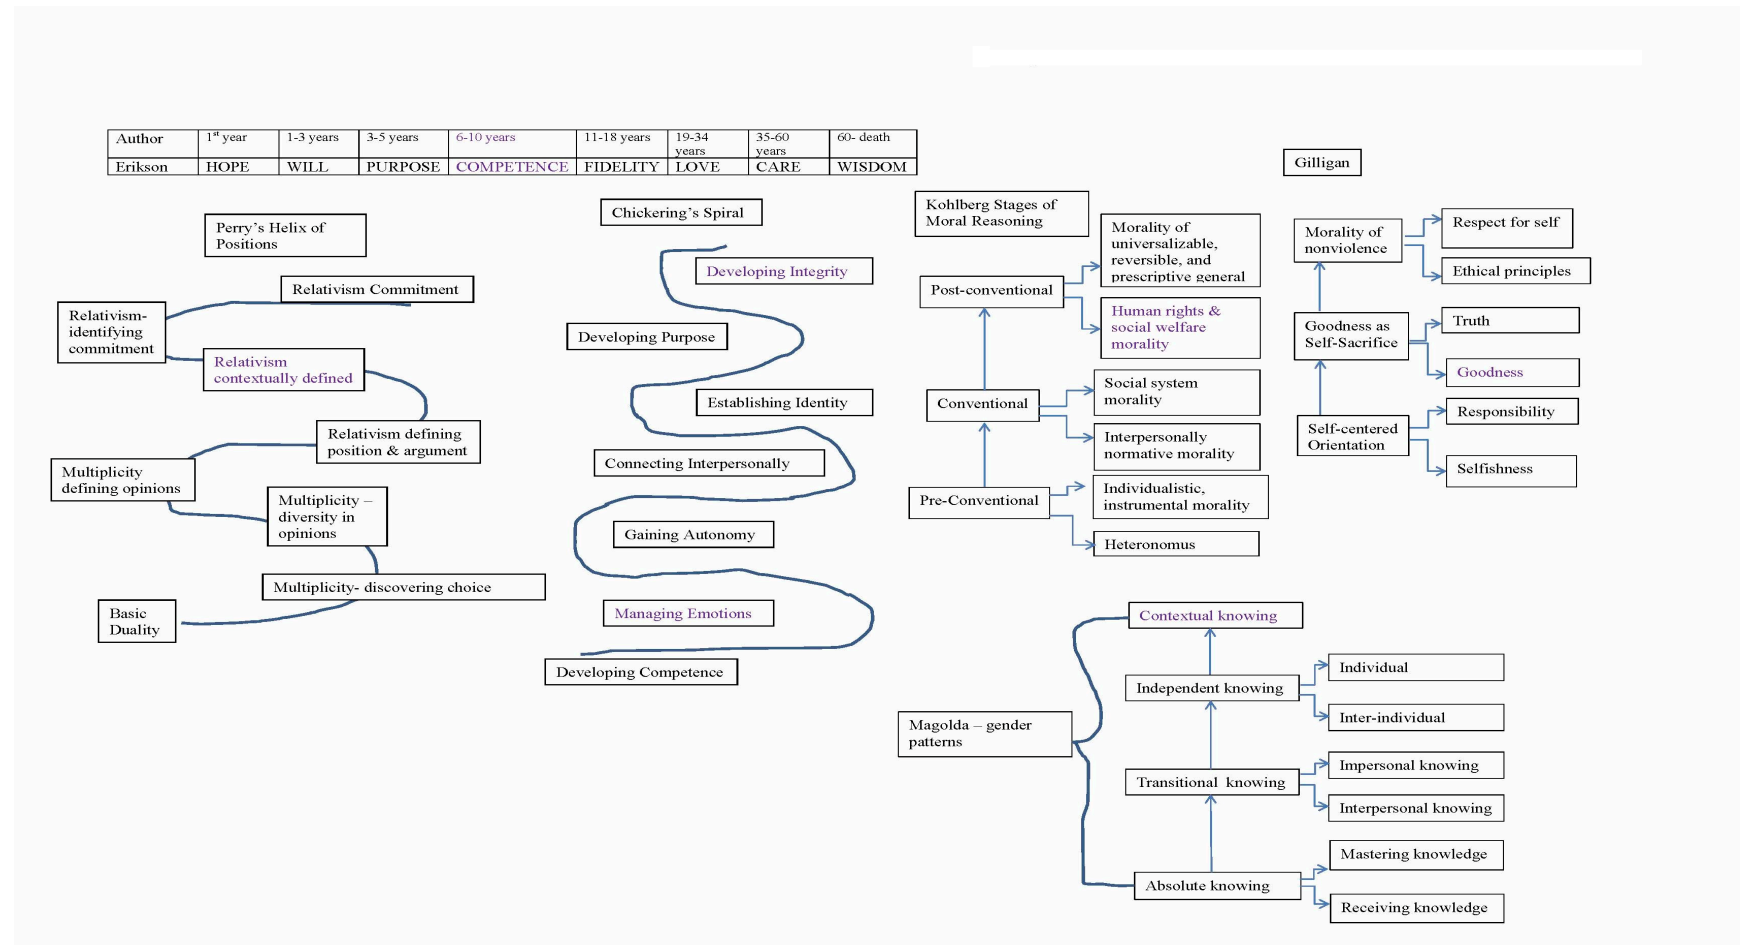 Author 1st year 1-3 years 3-5 years 6-10 years 11-18 years 19-34 years 35-60 years 60- death
Erikson HOPE WILL PURPOSE COMPETENCE FIDELITY LOVE CARE WISDOM
Perry's Helix of
Positions
Relativism Commitment
Relativism-
identifying
commitment
Relativism
contextually defined
Relativism defining
position & argument
Multiplicity
defining opinions
Multiplicity –
diversity in
opinions
Multiplicity- discovering choice
Basic
Duality
Chickering's Spiral
Developing Integrity
Developing Purpose
Establishing Identity
Connecting Interpersonally
Gaining Autonomy
Managing Emotions
Developing Competence
Kohlberg Stages of
Moral Reasoning
Post-conventional
Morality of
universalizable,
reversible, and
prescriptive general
Human rights &
social welfare
morality
Conventional
Social system
morality
Interpersonally
normative morality
Pre-Conventional
Individualistic,
instrumental morality
Heteronomus
Gilligan
Morality of
nonviolence
Respect for self
Ethical principles
Goodness as
Self-Sacrifice
Truth
Goodness
Self-centered
Orientation
Responsibility
Selfishness
Magolda – gender
patterns
Contextual knowing
Independent knowing
Individual
Inter-individual
Transitional knowing
Impersonal knowing
Interpersonal knowing
Absolute knowing
Mastering knowledge
Receiving knowledge